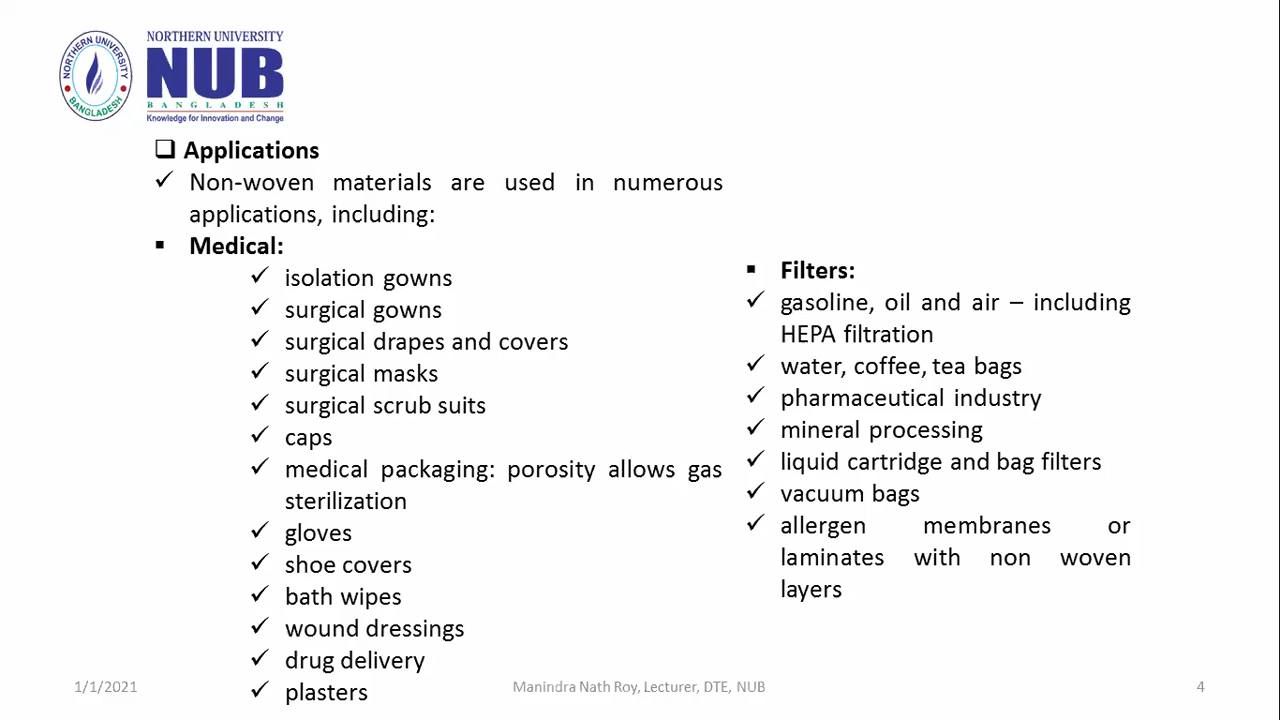 NORTHERN UNIVERSITY
BANGLADESH
NORTHERN UNIVERSITY
NUB
BANGLADESH
Knowledge for Innovation and Change
❑ Applications
✓ Non-woven materials are used in numerous
applications, including:
▪ Medical:
✓ isolation gowns
✓ surgical gowns
✓ surgical drapes and covers
✓ surgical masks
✓ surgical scrub suits
✓ caps
✓ medical packaging: porosity allows gas
sterilization
✓ gloves
✓ shoe covers
✓ bath wipes
✓ wound dressings
✓ drug delivery
✓ plasters
▪ Filters:
✓ gasoline, oil and air – including
HEPA filtration
✓ water, coffee, tea bags
✓ pharmaceutical industry
✓ mineral processing
✓ liquid cartridge and bag filters
✓ vacuum bags
✓ allergen membranes or
laminates with non woven
layers
1/1/2021
Manindra Nath Roy, Lecturer, DTE, NUB
4